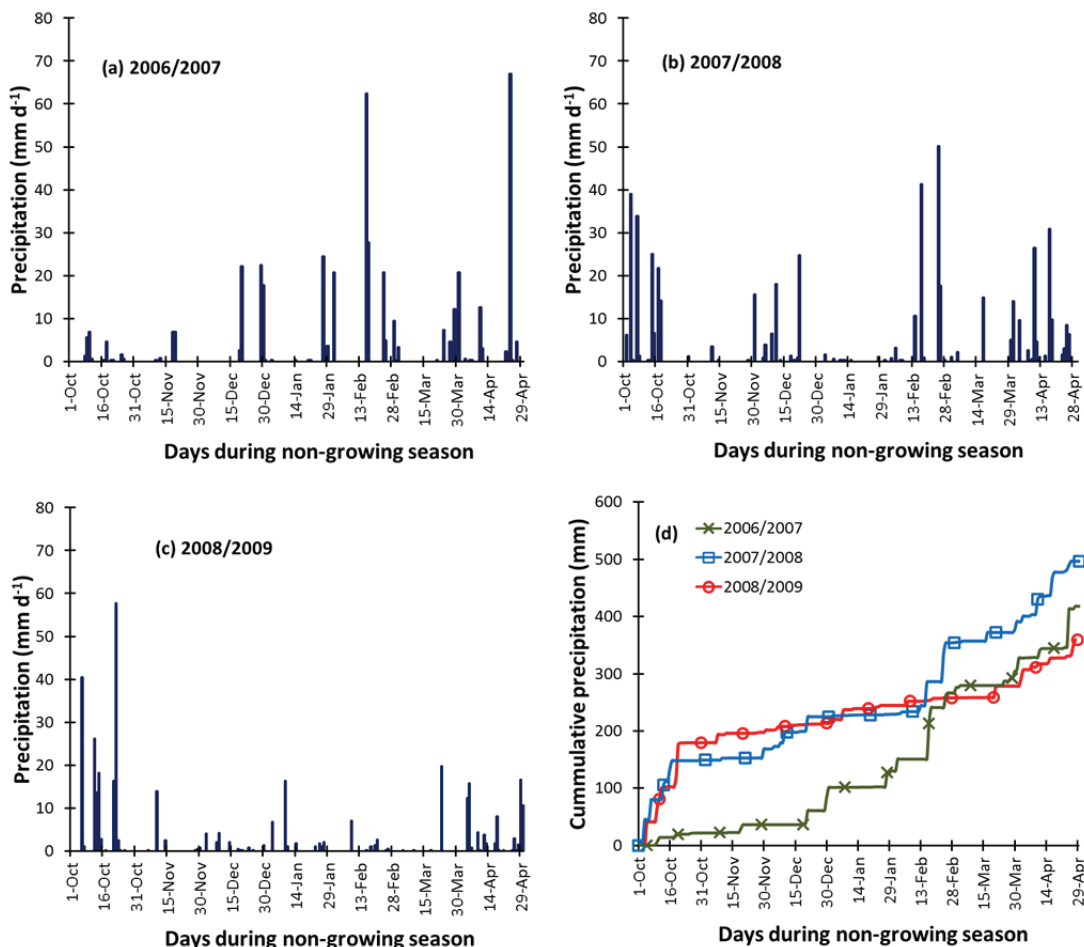 (a) 2006/2007
Precipitation (mm d-1)
80
70
60
50
40
30
20
10
0
1-Oct
16-Oct
31-Oct
15-Nov
30-Nov
15-Dec
30-Dec
14-Jan
29-Jan
13-Feb
28-Feb
15-Mar
30-Mar
14-Apr
29-Apr
Days during non-growing season
(b) 2007/2008
Precipitation (mm d-1)
80
70
60
50
40
30
20
10
0
1-Oct
16-Oct
31-Oct
15-Nov
30-Nov
15-Dec
30-Dec
14-Jan
29-Jan
13-Feb
28-Feb
14-Mar
29-Mar
13-Apr
28-Apr
Days during non-growing season
(c) 2008/2009
Precipitation (mm d-1)
80
70
60
50
40
30
20
10
0
1-Oct
16-Oct
31-Oct
15-Nov
30-Nov
15-Dec
30-Dec
14-Jan
29-Jan
13-Feb
28-Feb
15-Mar
30-Mar
14-Apr
29-Apr
Days during non-growing season
(d)
2006/2007
2007/2008
2008/2009
Cummulative precipitation (mm)
600
500
400
300
200
100
0
1-Oct
16-Oct
31-Oct
15-Nov
30-Nov
15-Dec
30-Dec
14-Jan
29-Jan
13-Feb
28-Feb
15-Mar
30-Mar
14-Apr
29-Apr
Days during non-growing season